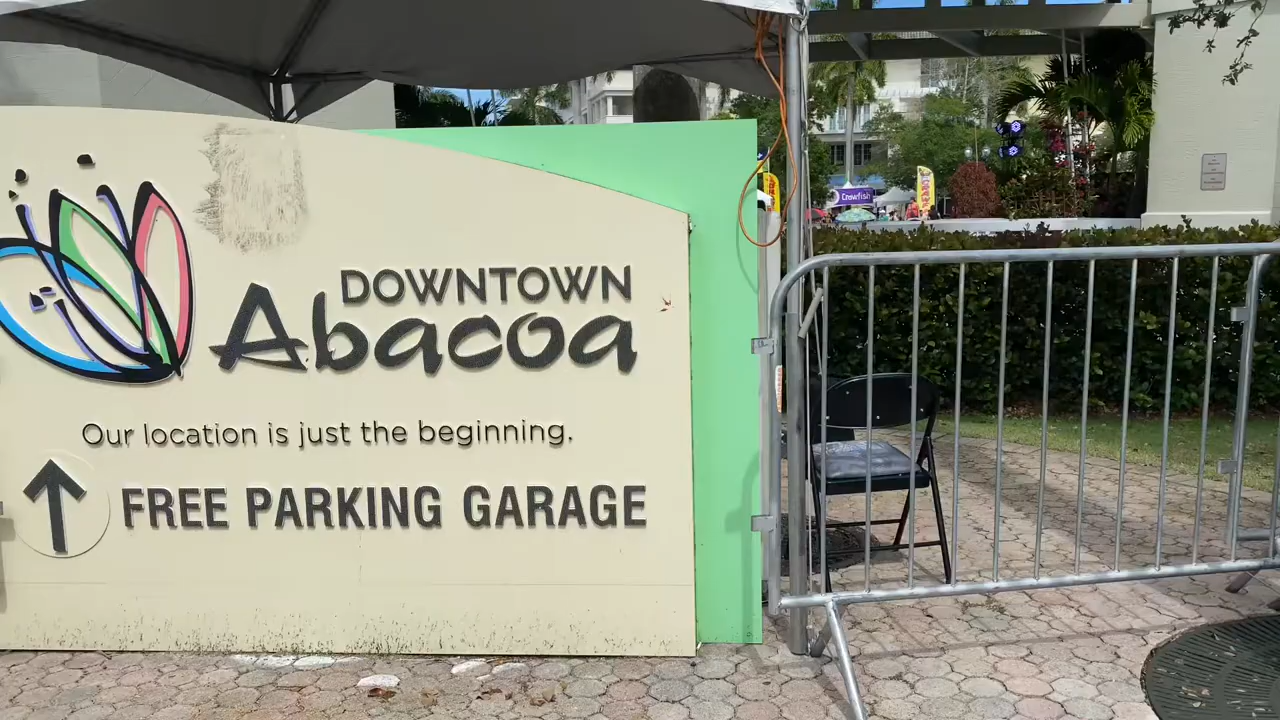 DOWNTOWN
Abacoa
Our location is just the beginning.
FREE PARKING GARAGE
Crawfish